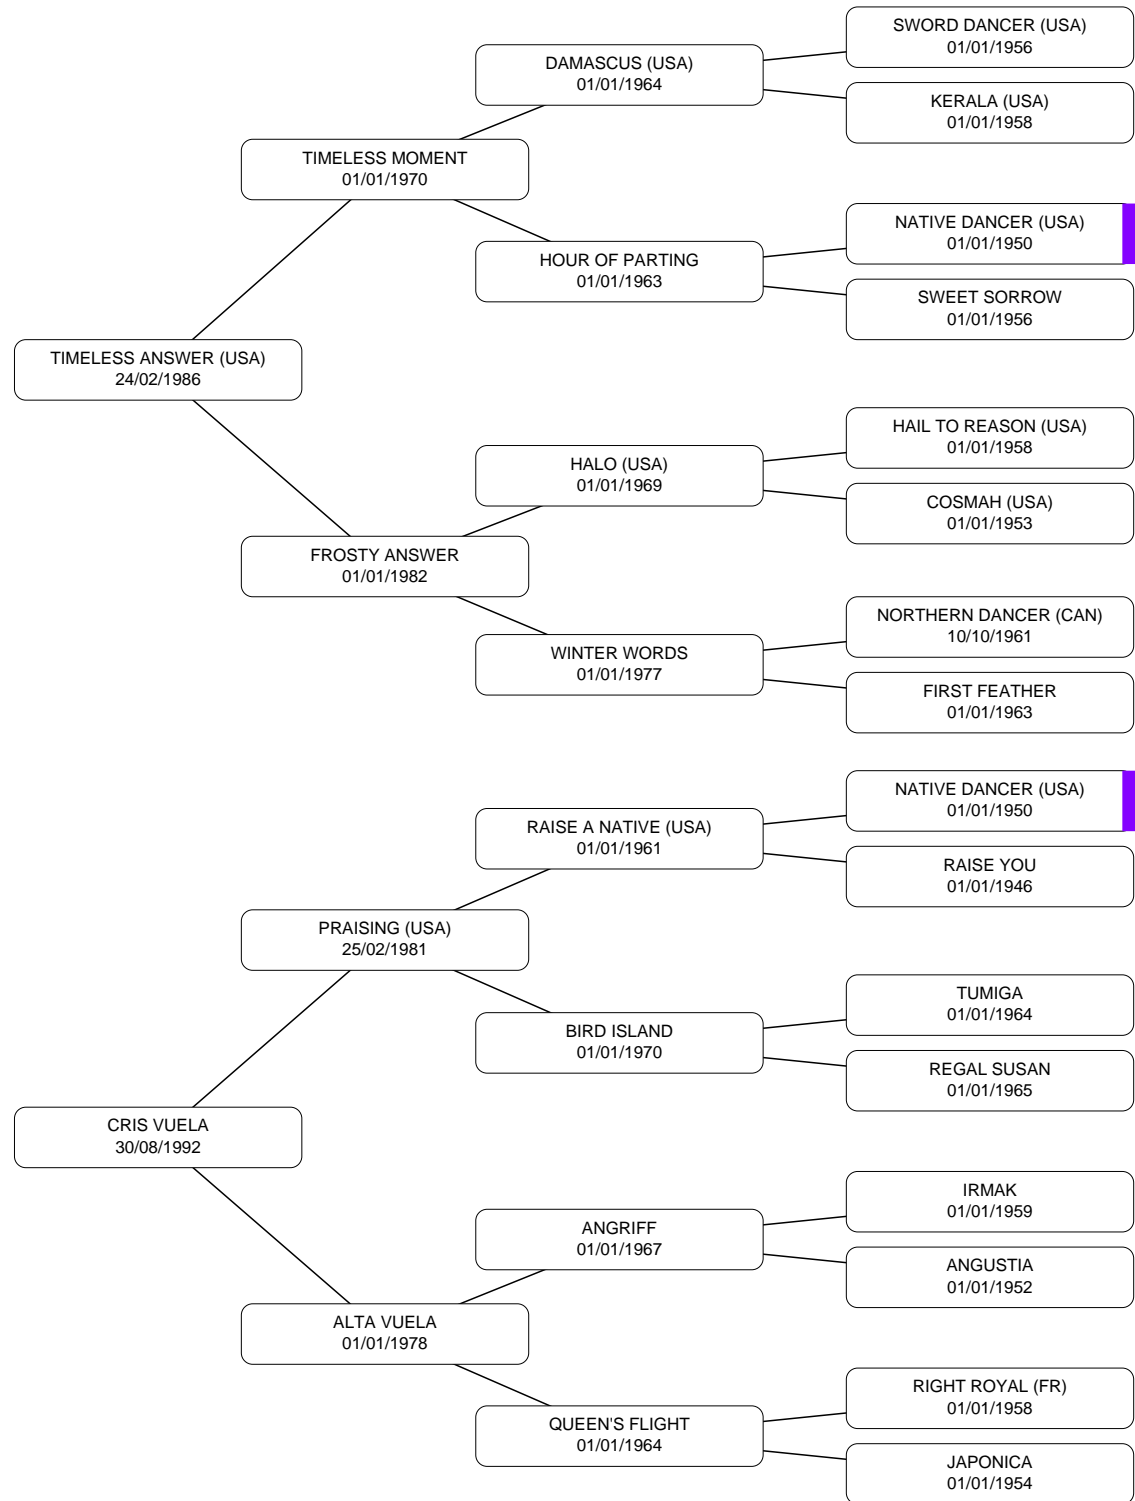 SWORD DANCER (USA)
01/01/1956
DAMASCUS (USA)
01/01/1964
KERALA (USA)
01/01/1958
TIMELESS MOMENT
01/01/1970
NATIVE DANCER (USA)
01/01/1950
HOUR OF PARTING
01/01/1963
SWEET SORROW
01/01/1956
TIMELESS ANSWER (USA)
24/02/1986
HAIL TO REASON (USA)
01/01/1958
HALO (USA)
01/01/1969
COSMAH (USA)
01/01/1953
FROSTY ANSWER
01/01/1982
NORTHERN DANCER (CAN)
10/10/1961
WINTER WORDS
01/01/1977
FIRST FEATHER
01/01/1963
NATIVE DANCER (USA)
01/01/1950
RAISE A NATIVE (USA)
01/01/1961
RAISE YOU
01/01/1946
PRAISING (USA)
25/02/1981
TUMIGA
01/01/1964
BIRD ISLAND
01/01/1970
REGAL SUSAN
01/01/1965
CRIS VUELA
30/08/1992
IRMAK
01/01/1959
ANGRIFF
01/01/1967
ANGUSTIA
01/01/1952
ALTA VUELA
01/01/1978
RIGHT ROYAL (FR)
01/01/1958
QUEEN'S FLIGHT
01/01/1964
JAPONICA
01/01/1954